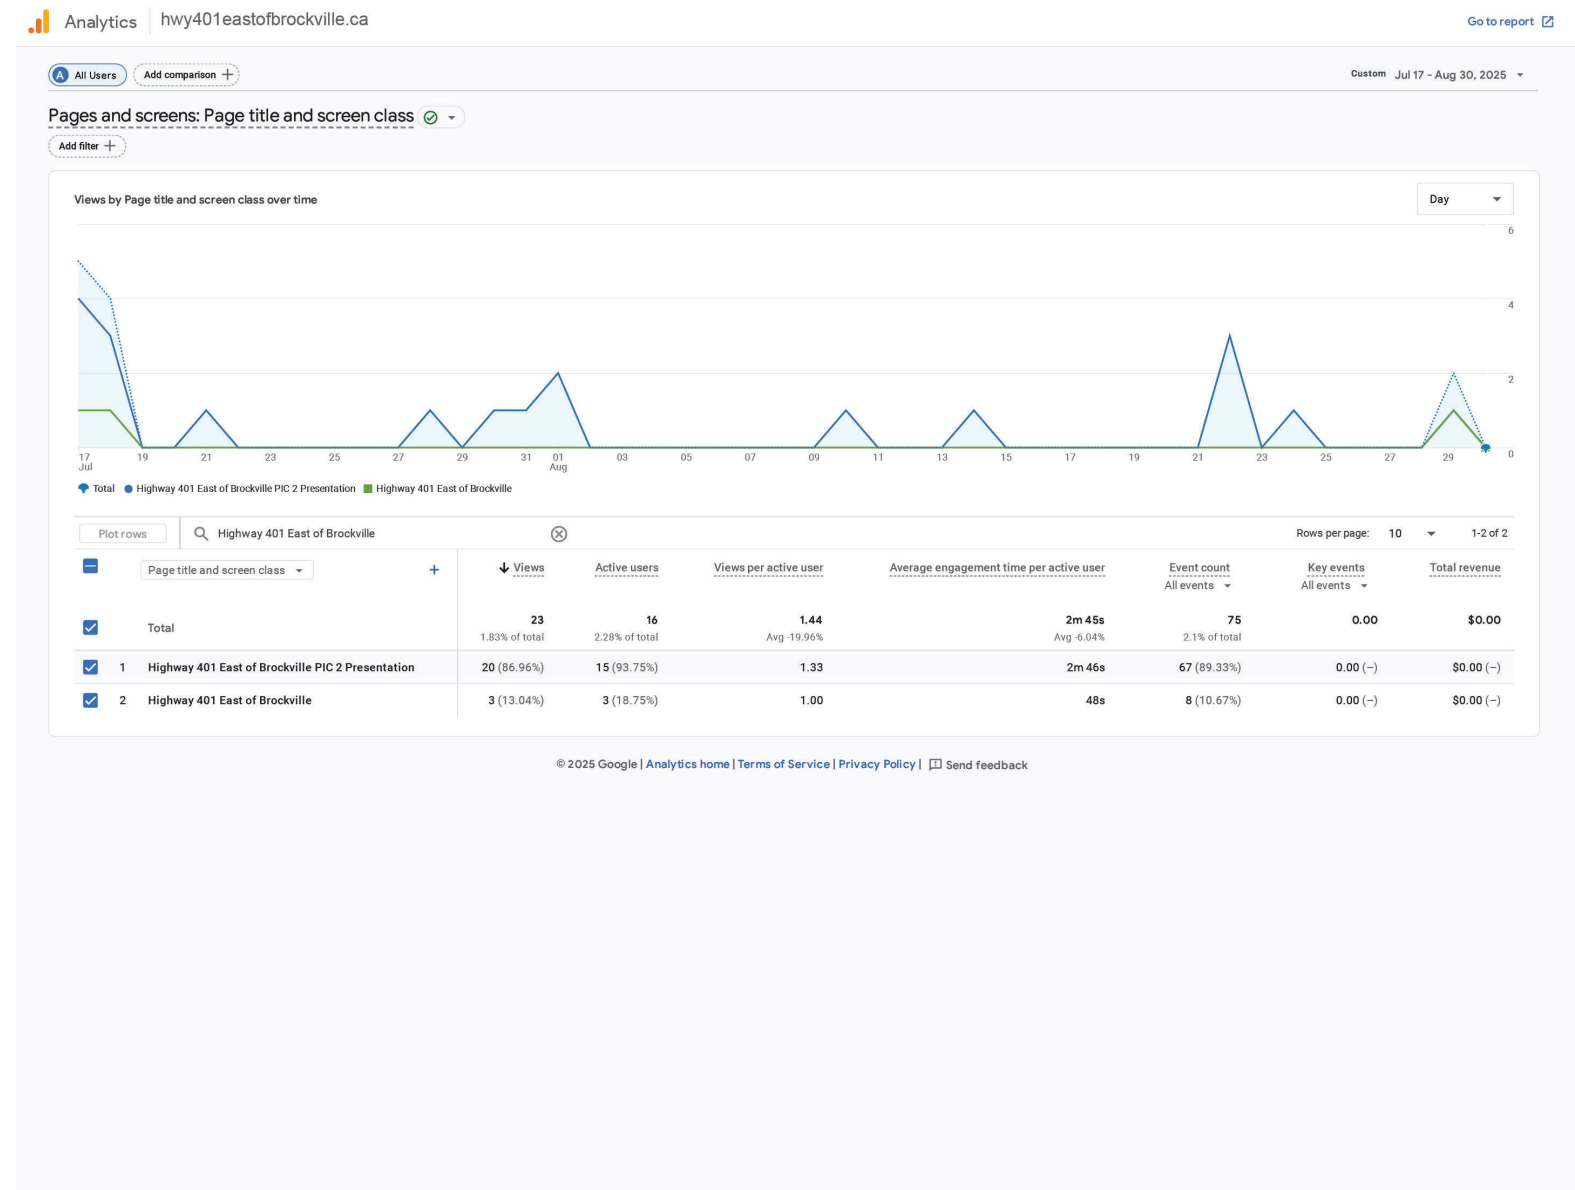 Analytics hwy401eastofbrockville.ca Go to report
A All Users Add comparison + Custom Jul 17 - Aug 30, 2025
Pages and screens: Page title and screen class
Add filter +
Views by Page title and screen class over time Day
6
4
2
0
17 19 21 23 25 27 29 31 01 03 05 07 09 11 13 15 17 19 21 23 25 27 29
Jul Aug
Total Highway 401 East of Brockville PIC 2 Presentation Highway 401 East of Brockville
Plot rows Highway 401 East of Brockville Rows per page: 10 1-2 of 2
Page title and screen class + Views Active users Views per active user Average engagement time per active user Event count Key events Total revenue
All events All events
Total 23 16 1.44 2m 45s 75 0.00 $0.00
1.83% of total 2.28% of total Avg -19.96% Avg -6.04% 2.1% of total
1 Highway 401 East of Brockville PIC 2 Presentation 20 (86.96%) 15 (93.75%) 1.33 2m 46s 67 (89.33%) 0.00 (–) $0.00 (–)
2 Highway 401 East of Brockville 3 (13.04%) 3 (18.75%) 1.00 48s 8 (10.67%) 0.00 (–) $0.00 (–)
© 2025 Google | Analytics home | Terms of Service | Privacy Policy | Send feedback